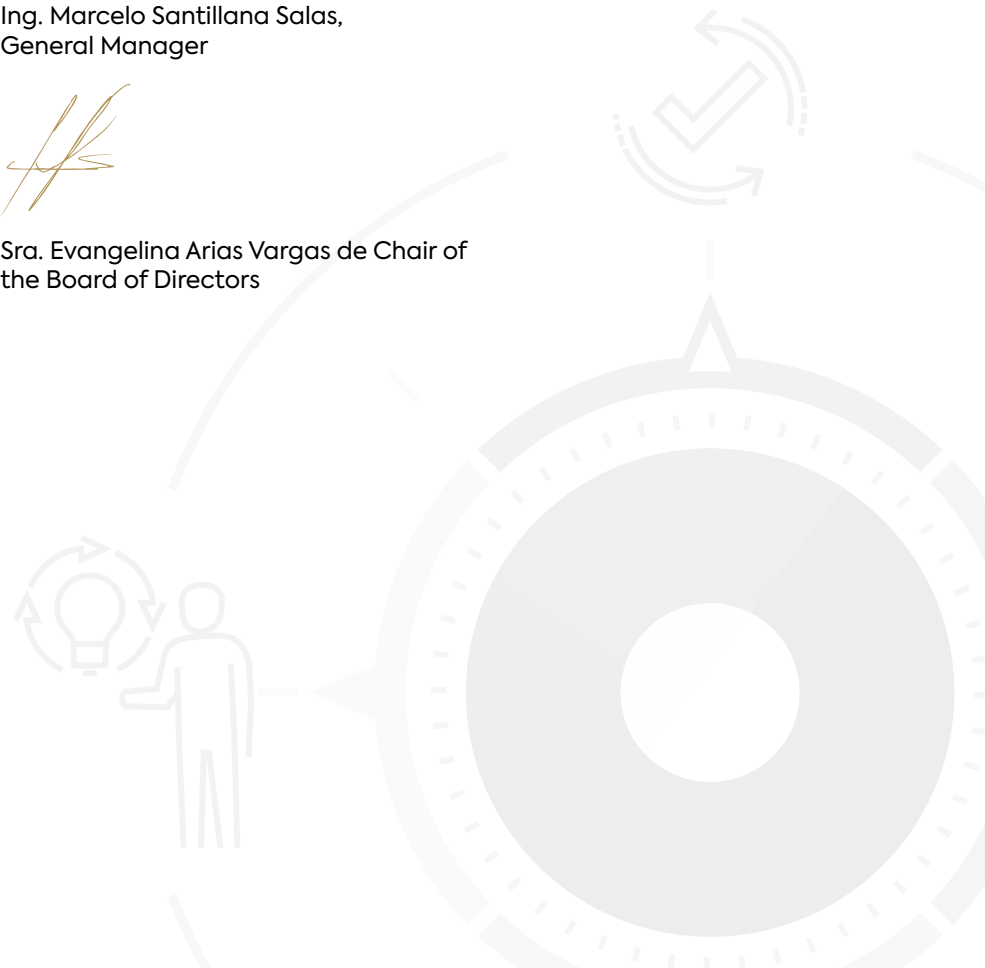 Ing. Marcelo Santillana Salas,
General Manager
Sra. Evangelina Arias Vargas de Chair of
the Board of Directors